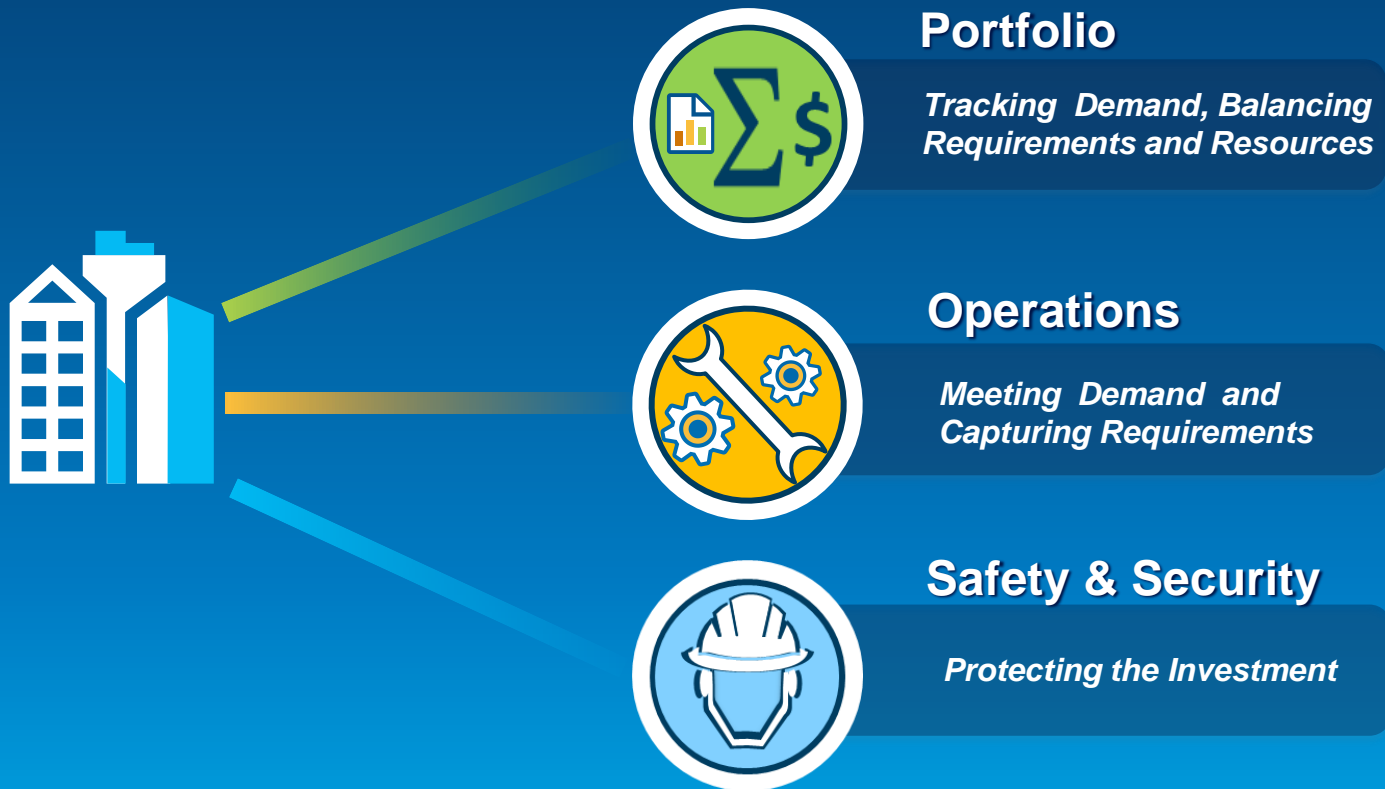 Portfolio
Tracking Demand, Balancing
Requirements and Resources
Σ$
Operations
Meeting Demand and
Capturing Requirements
Safety & Security
Protecting the Investment